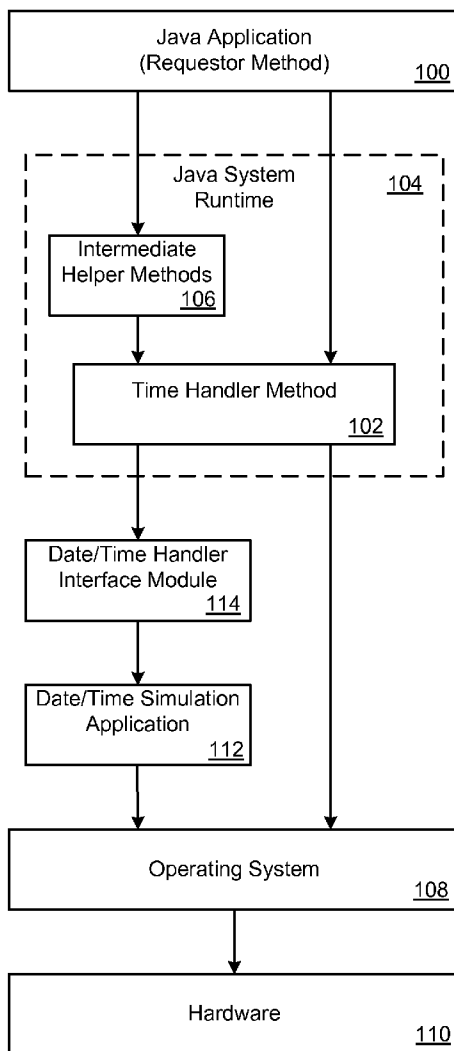 Java Application
(Requestor Method)
100
Java System
Runtime
104
Intermediate
Helper Methods
106
Time Handler Method
102
Date/Time Handler
Interface Module
114
Date/Time Simulation
Application
112
Operating System
108
Hardware
110